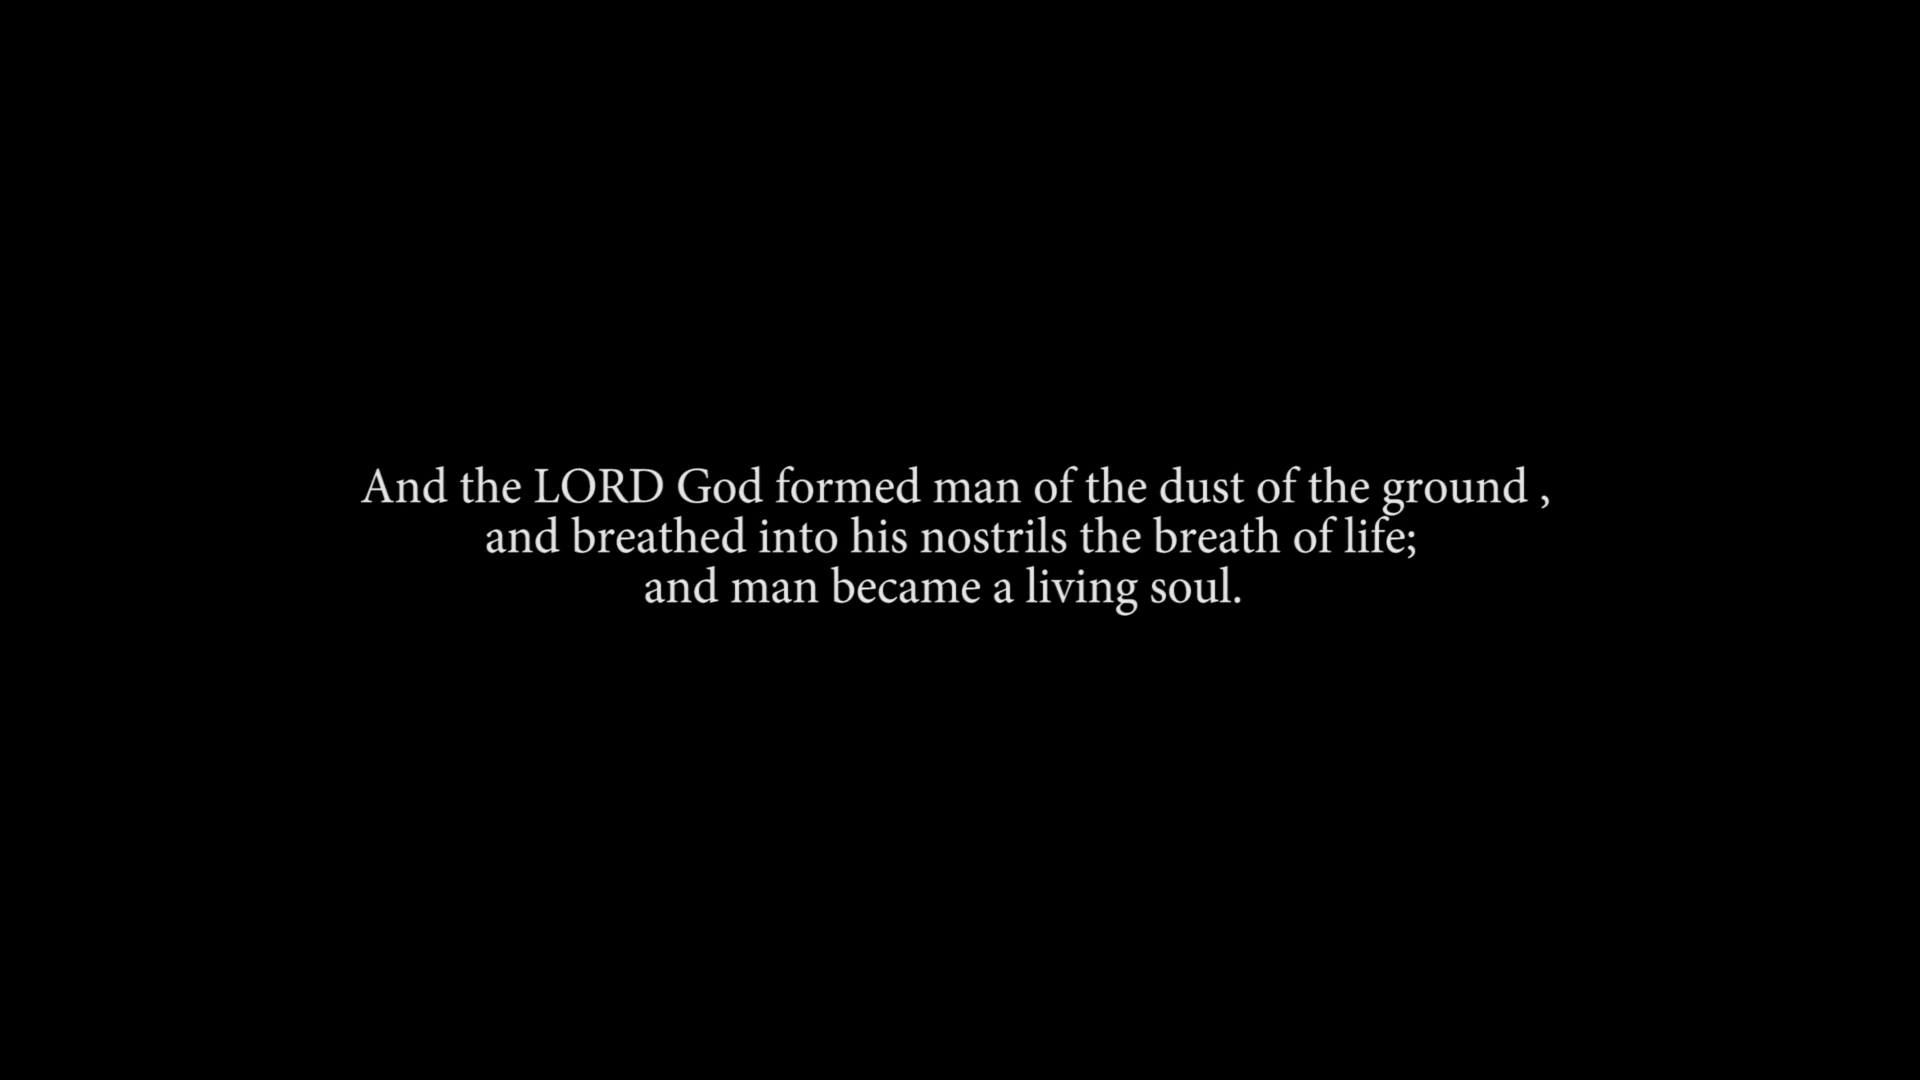 And the LORD God formed man of the dust of the ground ,
and breathed into his nostrils the breath of life;
and man became a living soul.